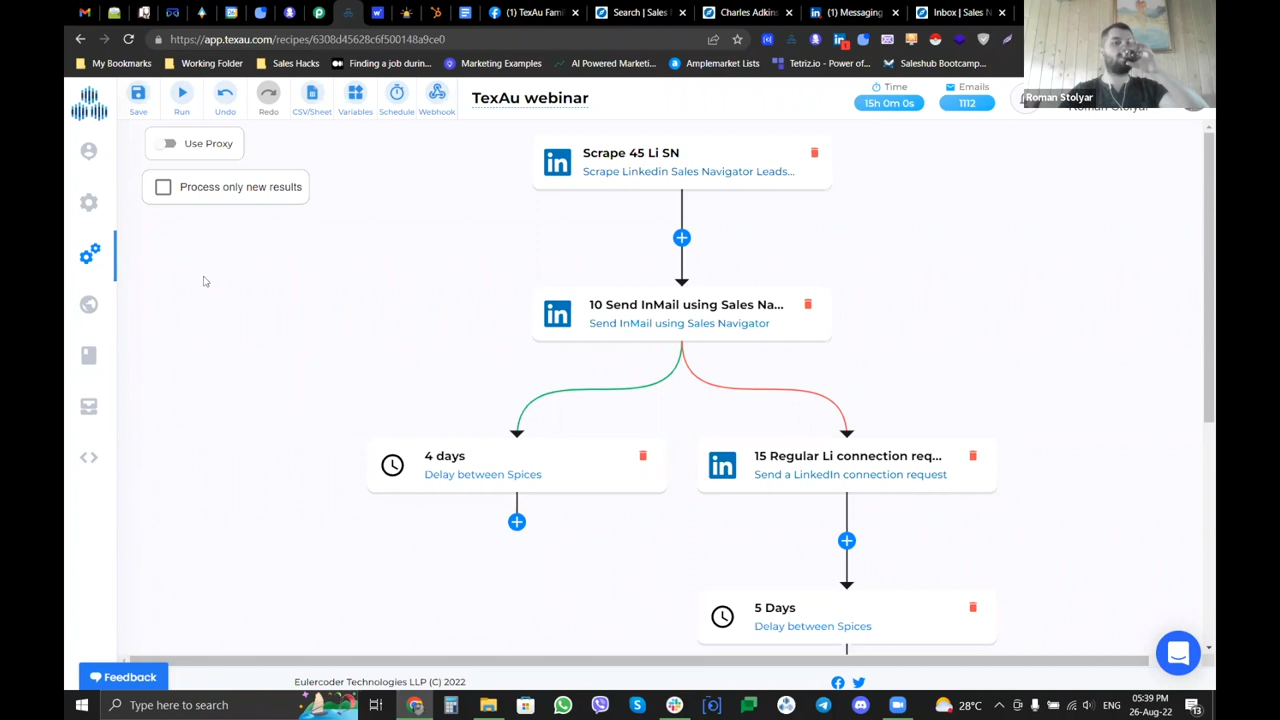 (1) TexAu Fami
Search | Sales
Charles Adkins
(1) Messaging
Inbox | Sales N
https://app.texau.com/recipes/6308d45628c6f500148a9ce0
1
My Bookmarks
Working Folder
Sales Hacks
Finding a job durin...
Marketing Examples
AI Powered Marketi...
Amplemarket Lists
Tetriz.io - Power of...
Saleshub Bootcamp...
Save
Run
Undo
Redo
CSV/Sheet
Variables
Schedule
Webhook
TexAu webinar
Time
15h 0m 0s
Emails
1112
Roman Stolyar
Use Proxy
Process only new results
in
Scrape 45 Li SN
Scrape Linkedin Sales Navigator Leads...
in
10 Send InMail using Sales Na...
Send InMail using Sales Navigator
4 days
Delay between Spices
in
15 Regular Li connection req...
Send a LinkedIn connection request
5 Days
Delay between Spices
Feedback
Eulercoder Technologies LLP (C) 2022
Type here to search
28°C
ENG
05:39 PM
26-Aug-22
13